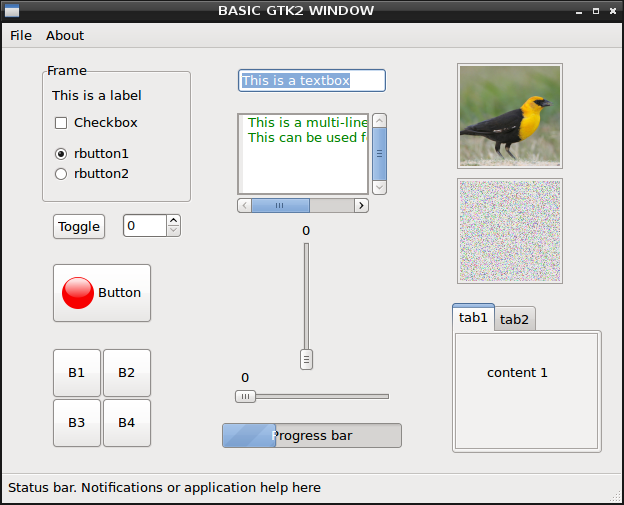 BASIC GTK2 WINDOW
File About
Frame
This is a label
Checkbox
rbutton1
rbutton2
Toggle
0
Button
B1 B2
B3 B4
This is a textbox
This is a multi-line
This can be used f
0
0
Progress bar
tab1 tab2
content 1
Status bar. Notifications or application help here